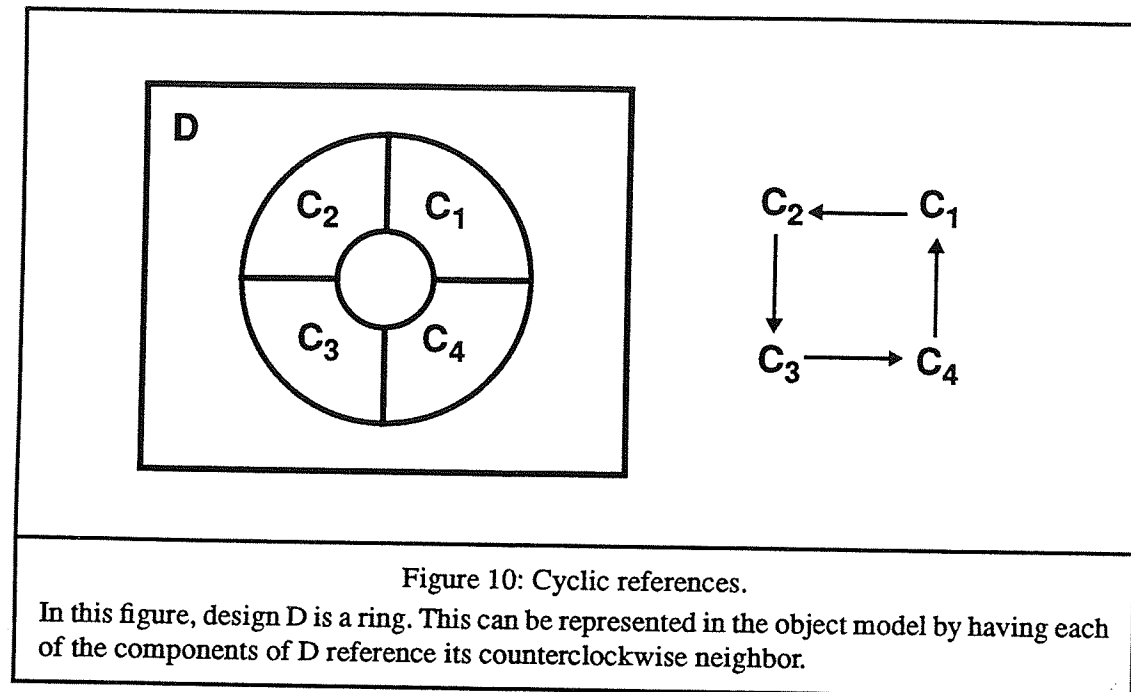 D
C₂ C₁
C₃ C₄
C₂ C₁
C₃ C₄
Figure 10: Cyclic references.
In this figure, design D is a ring. This can be represented in the object model by having each
of the components of D reference its counterclockwise neighbor.